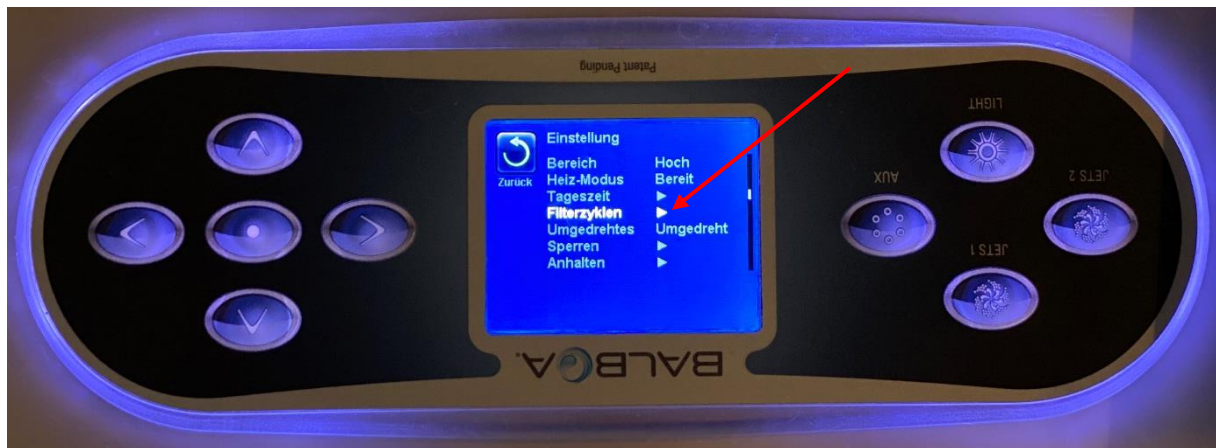 Patent Pending
Einstellung
Zurück
Bereich Hoch
Heiz-Modus Bereit
Tageszeit
Filterzyklen
Umgedrehtes Umgedreht
Sperren
Anhalten
LIGHT
AUX
JETS 2
JETS 1
BALBOA.